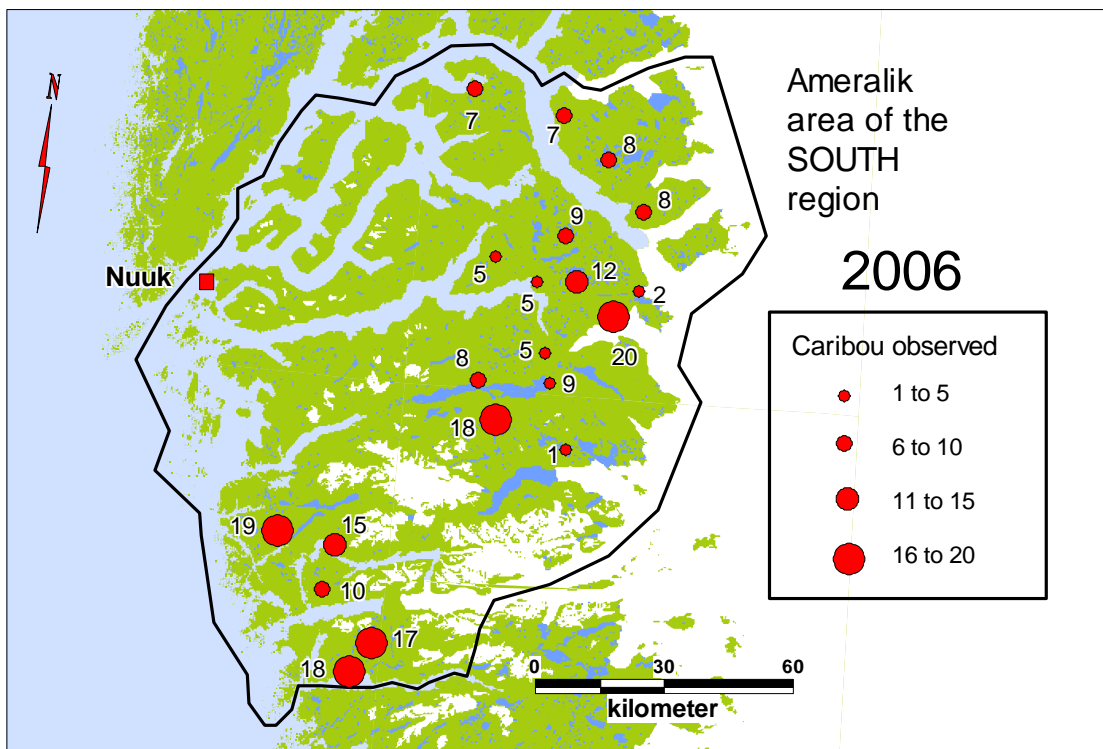 Ameralik
area of the
SOUTH
region
2006
N
7
7
8
8
9
Nuuk
5
5
12
2
20
5
8
9
18
1
19
15
10
17
18
Caribou observed
1 to 5
6 to 10
11 to 15
16 to 20
0 30 60
kilometer